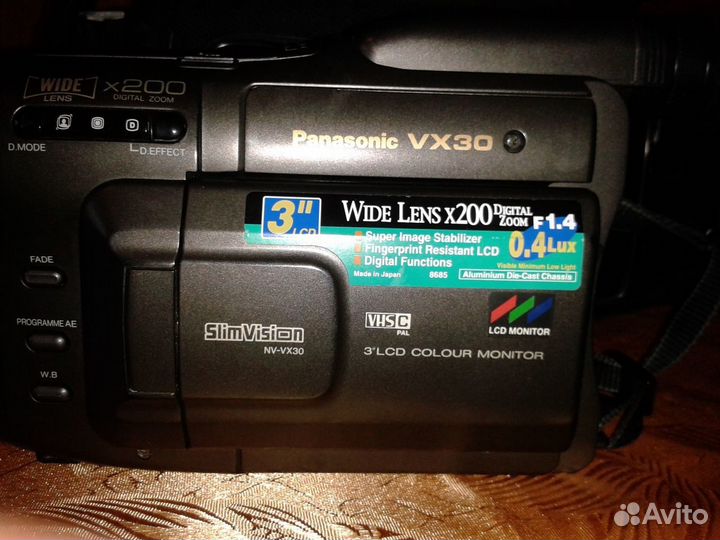 WIDE
LENS
x200
DIGITAL ZOOM
D
D.MODE
D.EFFECT
Panasonic VX30
3"
LCD
WIDE LENS X200 DIGITAL ZOOM F1.4
Super Image Stabilizer
Fingerprint Resistant LCD
Digital Functions
0.4Lux
Visible Minimum Low Light
Made in Japan
8685
Aluminium Die-Cast Chassis
FADE
PROGRAMME AE
W.B
SlimVision
NV-VX30
VHS C
PAL
LCD MONITOR
3"LCD COLOUR MONITOR
Avito